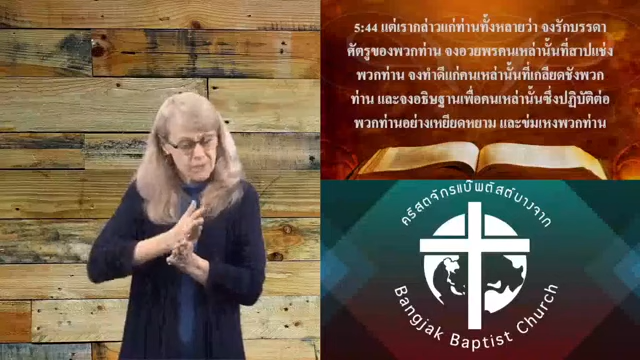 5:44 แต่เรากล่าวแก่ท่านทั้งหลายว่า จงรักบรรดา
ศัตรูของพวกท่าน จงอวยพรคนเหล่านั้นที่สาปแช่ง
พวกท่าน จงทำดีแก่คนเหล่านั้นที่เกลียดชังพวก
ท่าน และจงอธิษฐานเพื่อคนเหล่านั้นซึ่งปฏิบัติต่อ
พวกท่านอย่างเหยียดหยาม และข่มเหงพวกท่าน
คริสตจักรแบ๊พติสต์บางจาก
Bangjak Baptist Church